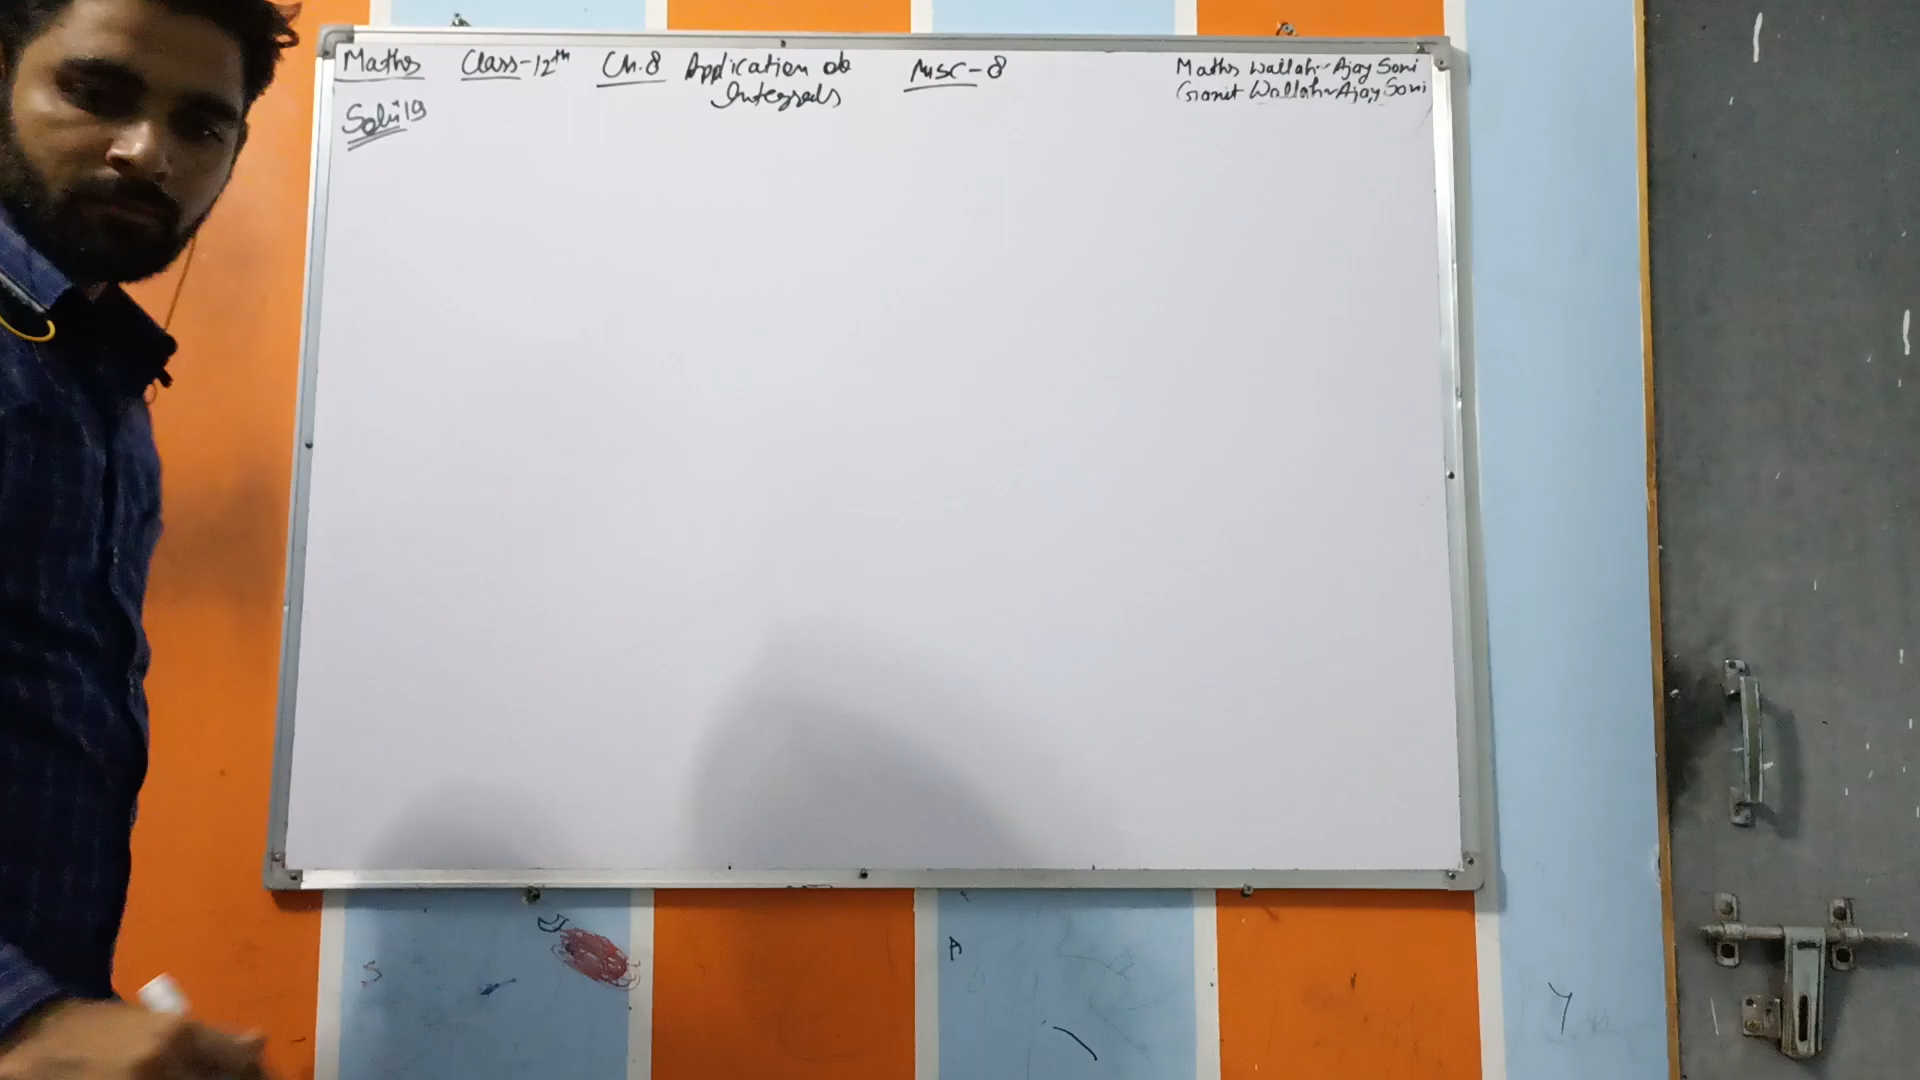 Maths Class-12th Ch.8 Application of Integrals Misc-8
Maths Wallah~Ajay Soni
Ganit Wallah~Ajay Soni
Soln:19
S
A